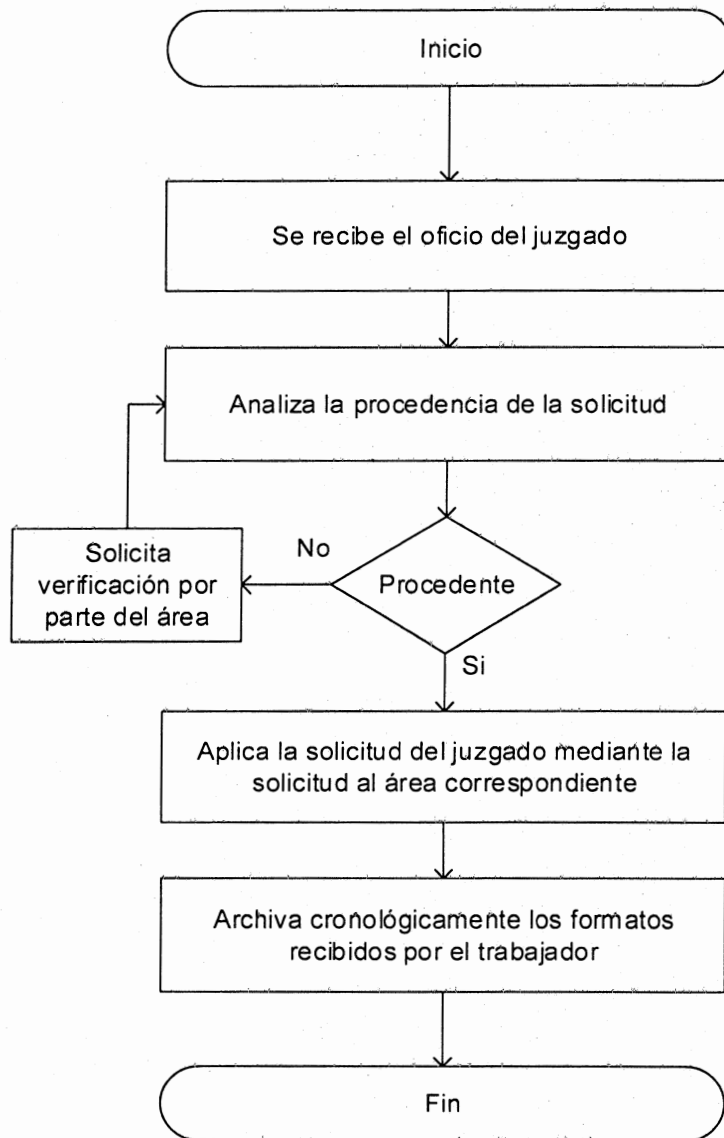 Inicio
Se recibe el oficio del juzgado
Analiza la procedencia de la solicitud
No
Solicita
verificación por
parte del área
Procedente
Si
Aplica la solicitud del juzgado mediante la
solicitud al área correspondiente
Archiva cronológicamente los formatos
recibidos por el trabajador
Fin